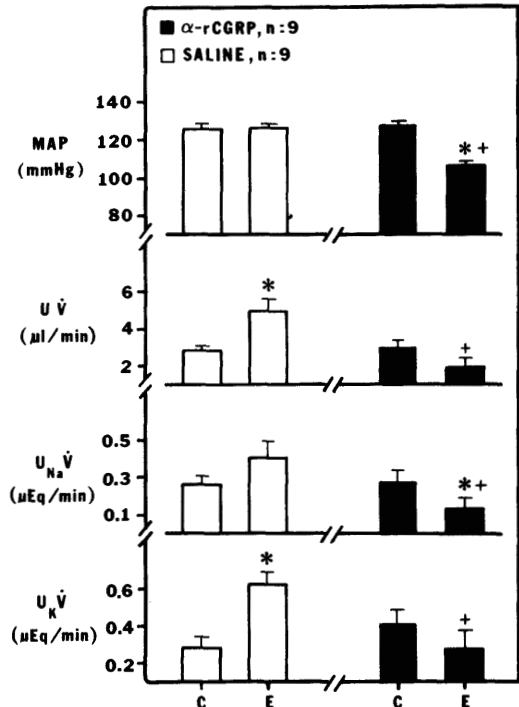 α-rCGRP, n:9
SALINE, n:9
MAP
(mmHg)
140
120
100
80
* +
U V̇
(µl/min)
6
4
2
*
+
U_Na V̇
(µEq/min)
0.5
0.3
0.1
* +
U_K V̇
(µEq/min)
0,6
0.4
0.2
*
+
C E C E